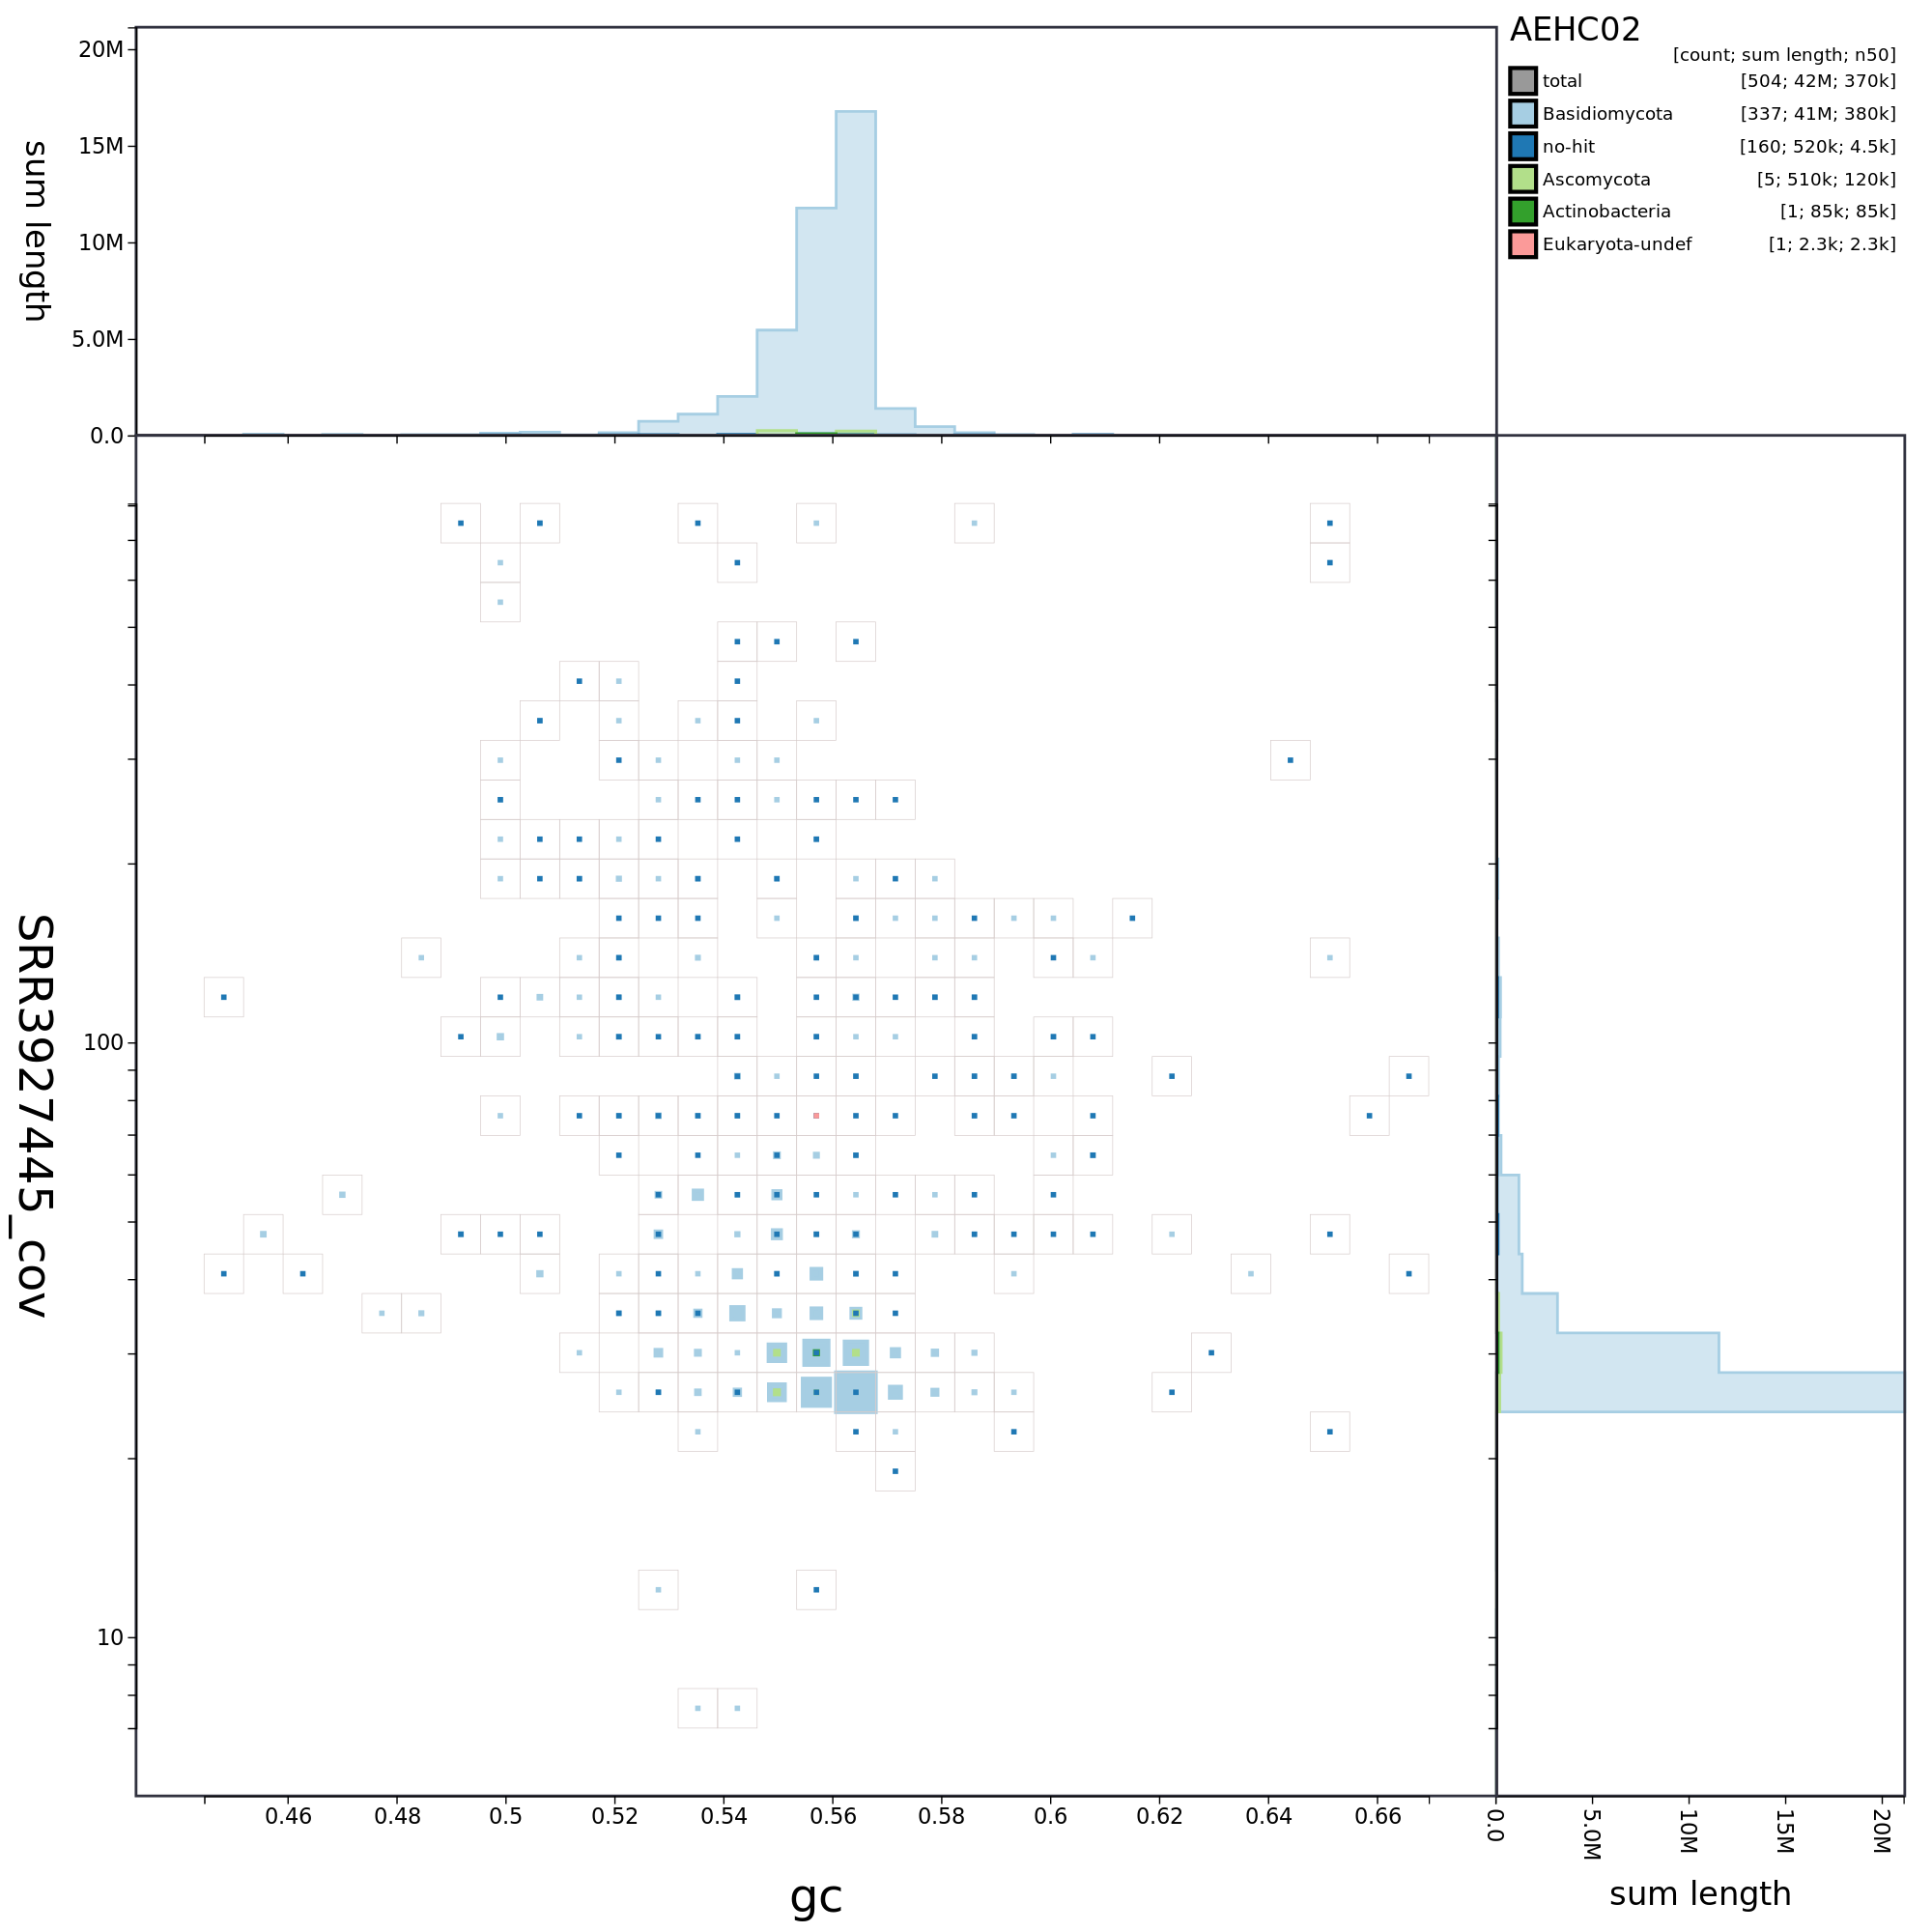 AEHC02
[count; sum length; n50]
total [504; 42M; 370k]
Basidiomycota [337; 41M; 380k]
no-hit [160; 520k; 4.5k]
Ascomycota [5; 510k; 120k]
Actinobacteria [1; 85k; 85k]
Eukaryota-undef [1; 2.3k; 2.3k]
sum length
20M
15M
10M
5.0M
0.0
SRR3927445_cov
100
10
0.46 0.48 0.5 0.52 0.54 0.56 0.58 0.6 0.62 0.64 0.66
gc
0.0 5.0M 10M 15M 20M
sum length